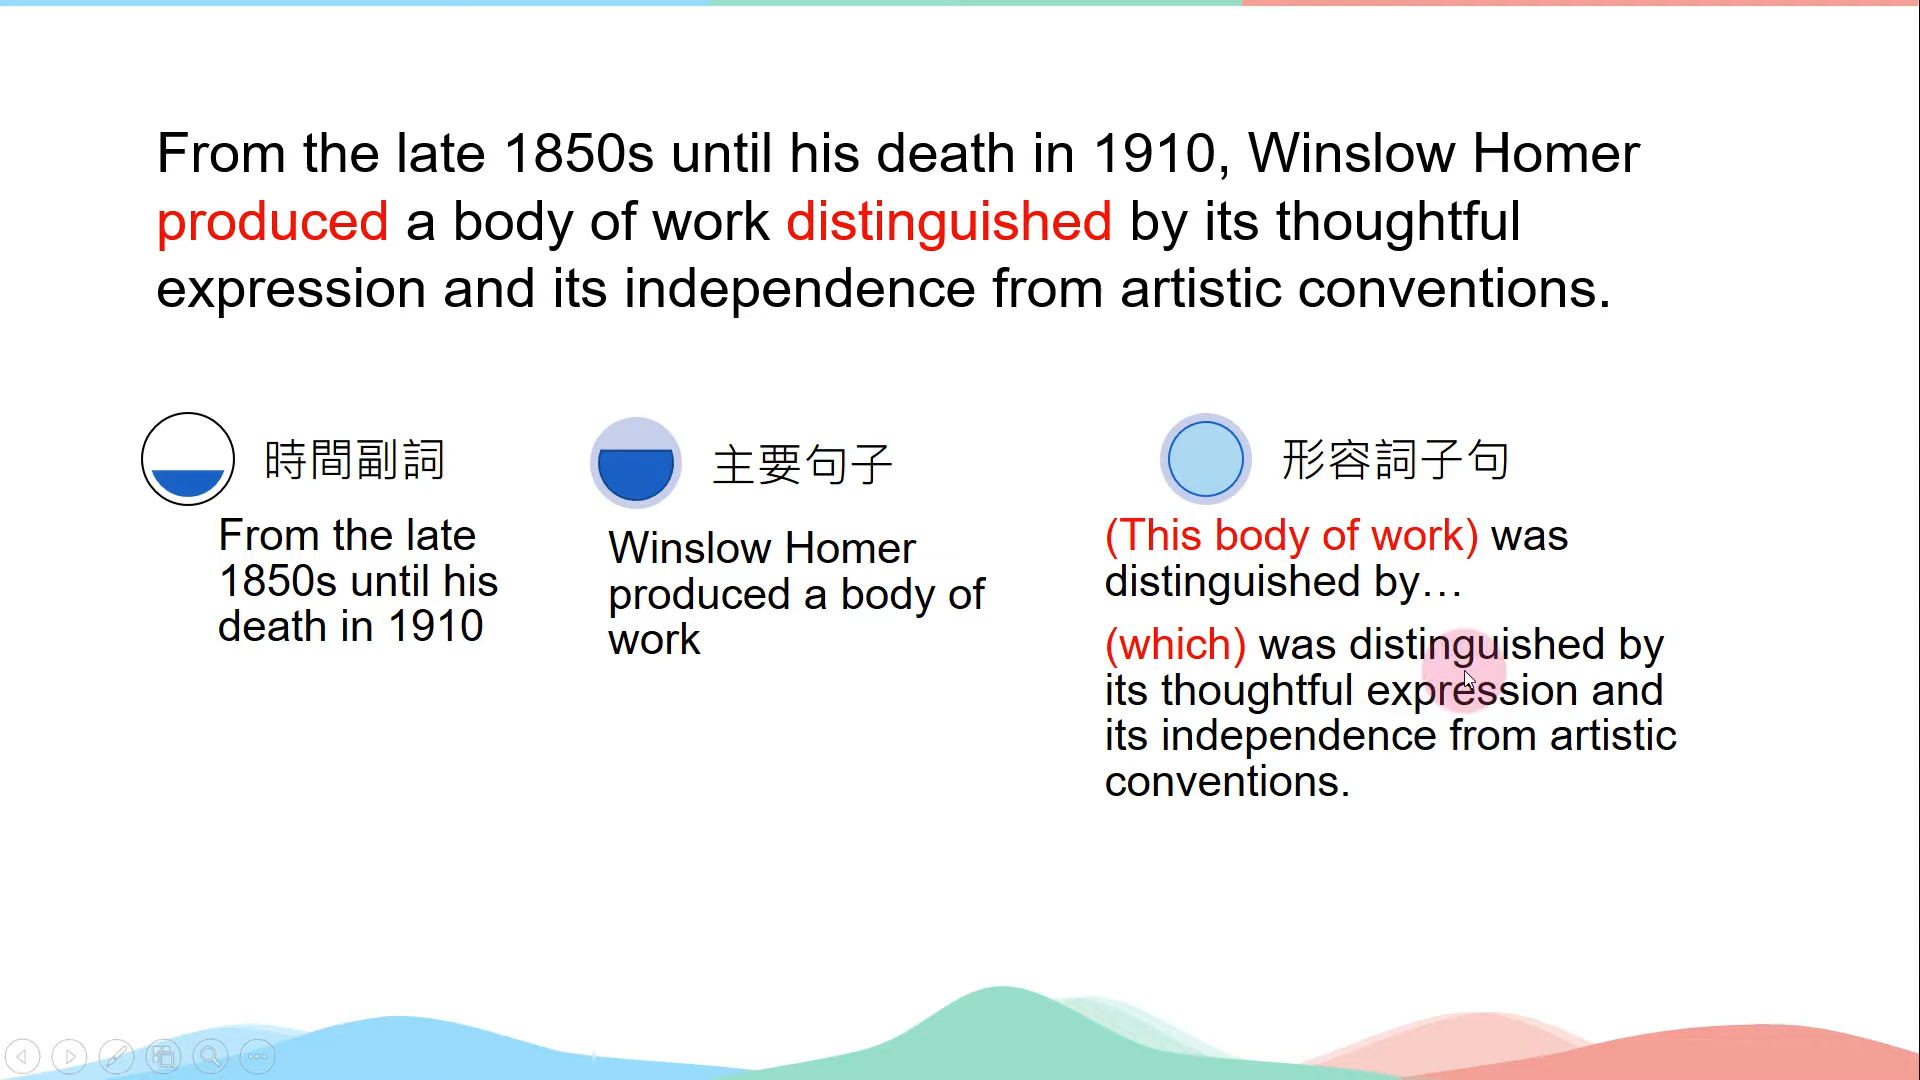 From the late 1850s until his death in 1910, Winslow Homer
produced a body of work distinguished by its thoughtful
expression and its independence from artistic conventions.
時間副詞
From the late
1850s until his
death in 1910
主要句子
Winslow Homer
produced a body of
work
形容詞子句
(This body of work) was
distinguished by…
(which) was distinguished by
its thoughtful expression and
its independence from artistic
conventions.